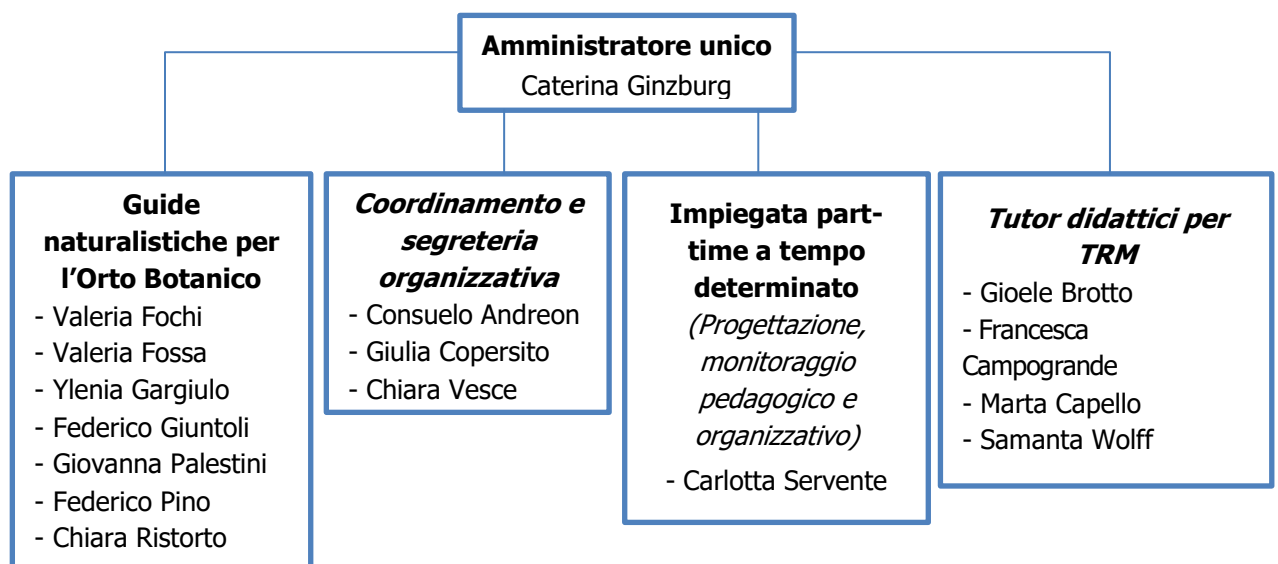 Amministratore unico
Caterina Ginzburg
Guide
naturalistiche per
l'Orto Botanico
- Valeria Fochi
- Valeria Fossa
- Ylenia Gargiulo
- Federico Giuntoli
- Giovanna Palestini
- Federico Pino
- Chiara Ristorto
Coordinamento e
segreteria
organizzativa
- Consuelo Andreon
- Giulia Copersito
- Chiara Vesce
Impiegata part-
time a tempo
determinato
(Progettazione,
monitoraggio
pedagogico e
organizzativo)
- Carlotta Servente
Tutor didattici per
TRM
- Gioele Brotto
- Francesca
Campogrande
- Marta Capello
- Samanta Wolff